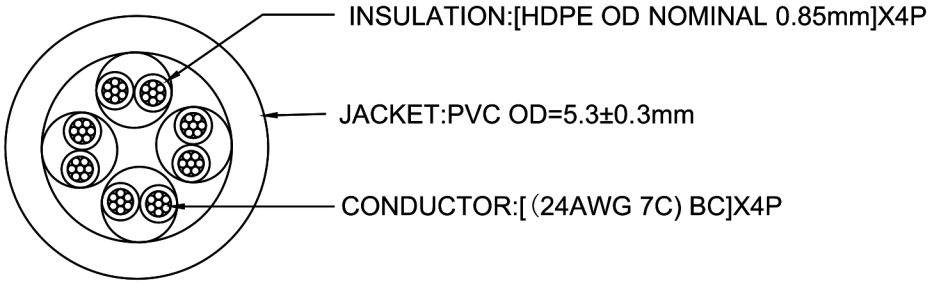 INSULATION:[HDPE OD NOMINAL 0.85mm]X4P
JACKET:PVC OD=5.3±0.3mm
CONDUCTOR:[（24AWG 7C) BC]X4P